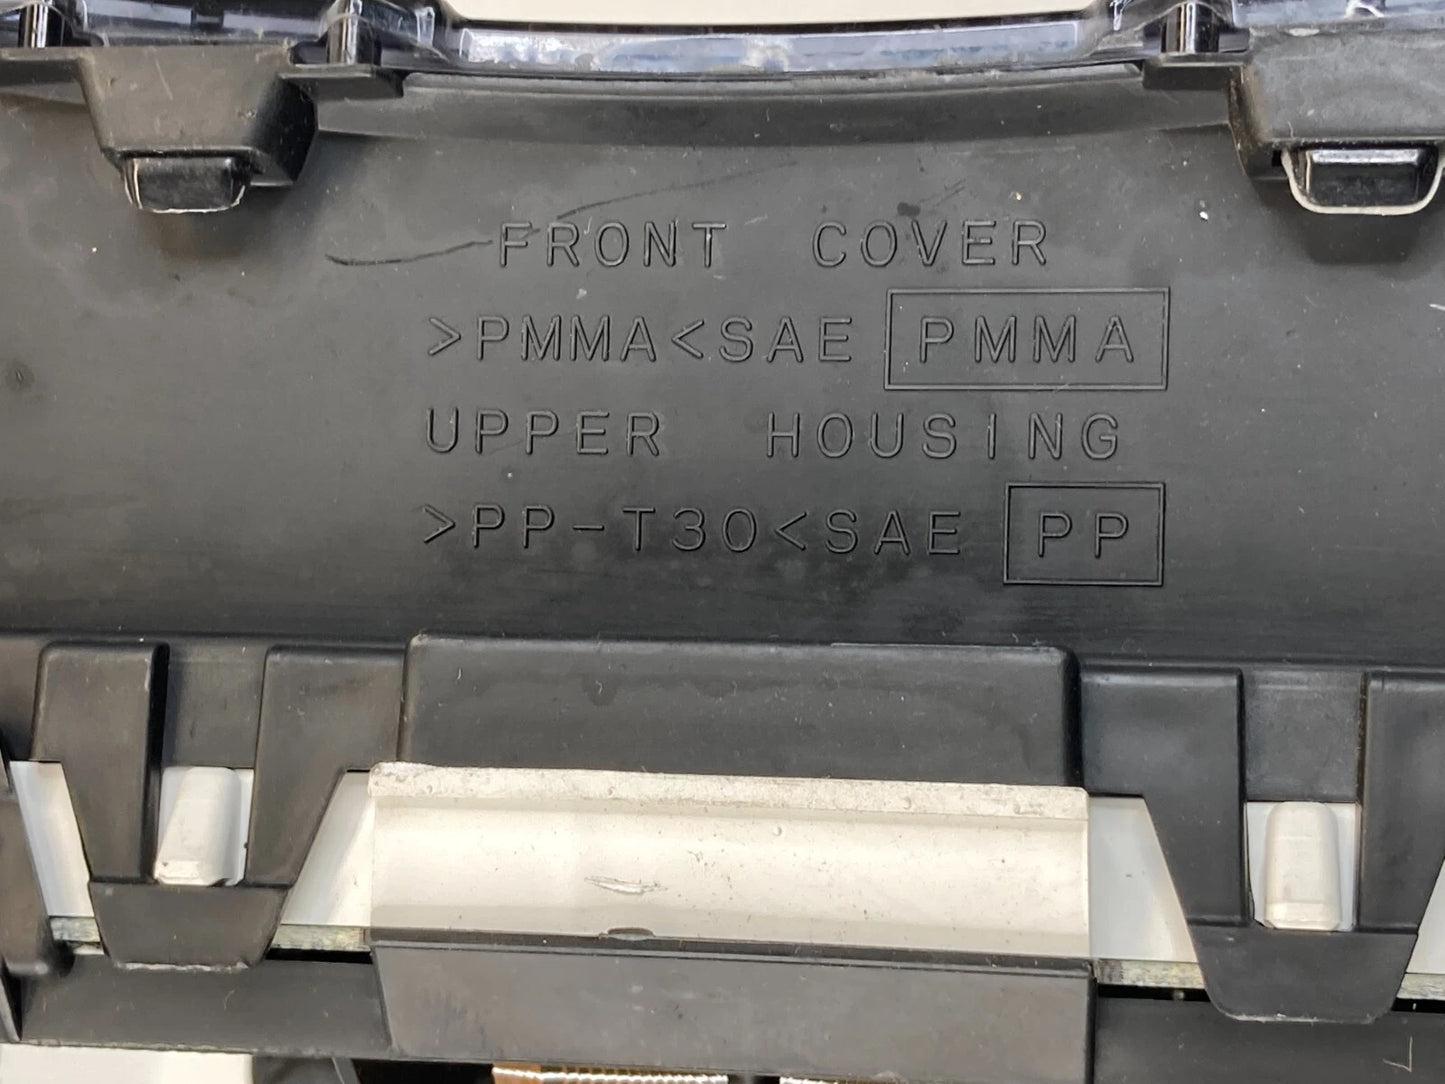 FRONT COVER
>PMMA<SAE PMMA
UPPER HOUSING
>PP-T30<SAE PP